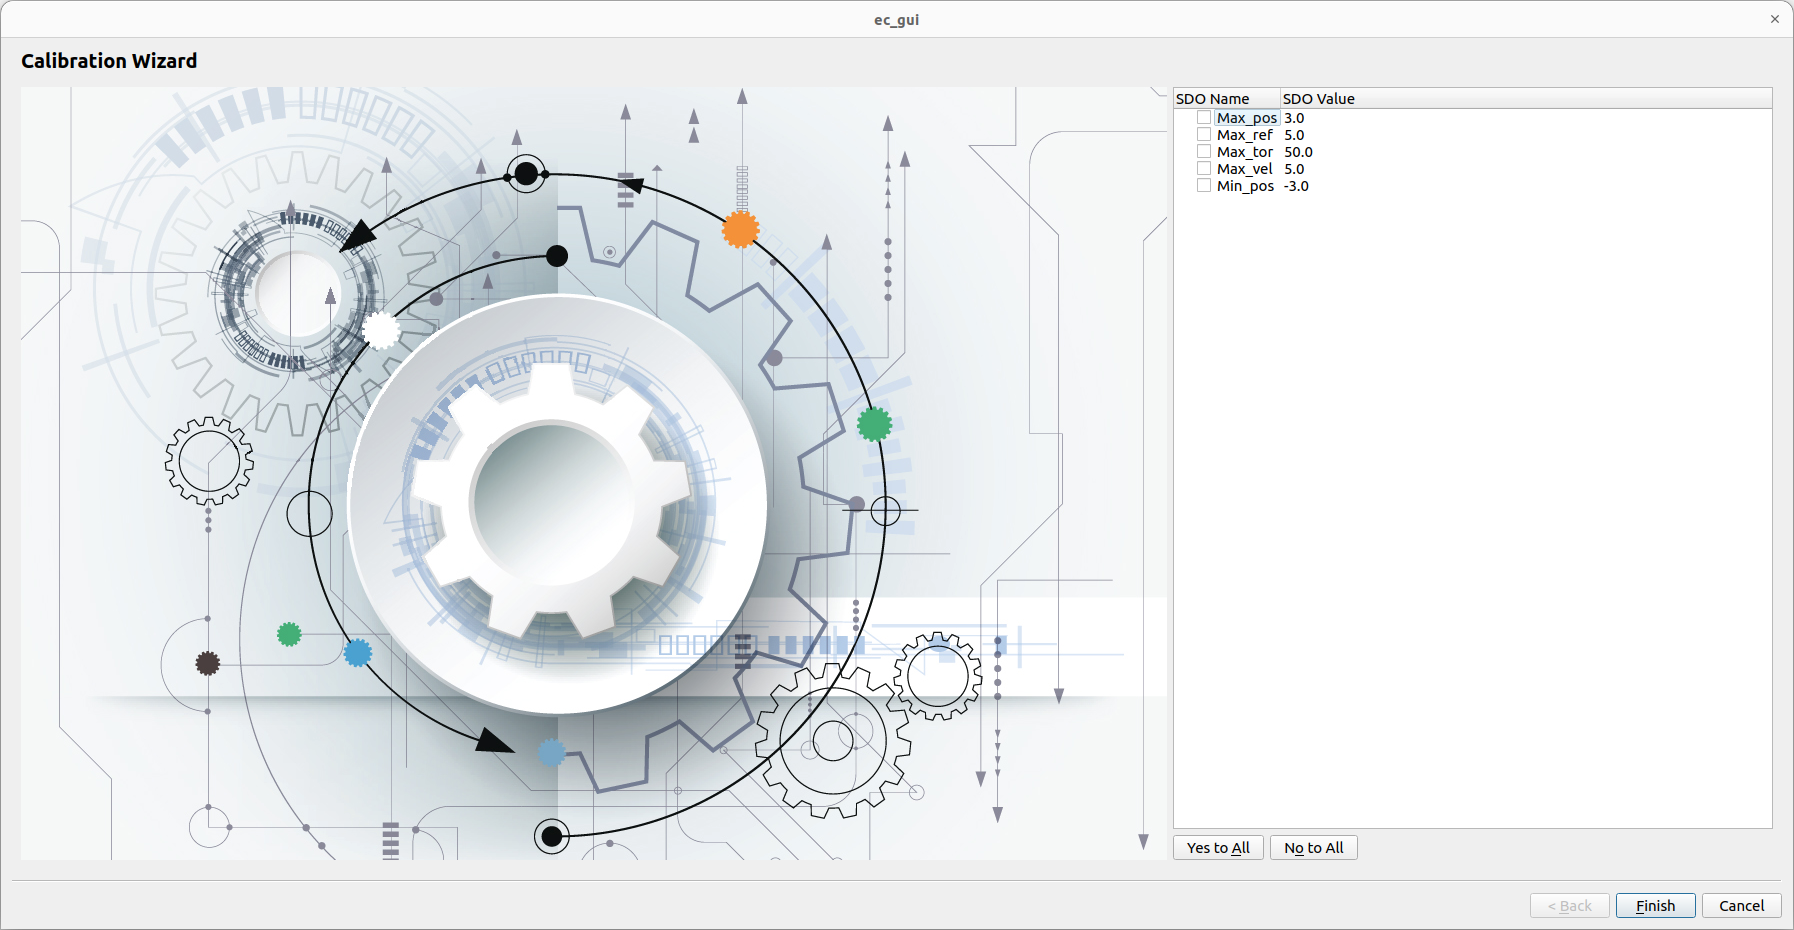 ec_gui
Calibration Wizard
SDO Name SDO Value
Max_pos 3.0
Max_ref 5.0
Max_tor 50.0
Max_vel 5.0
Min_pos -3.0
Yes to All No to All
< Back Finish Cancel